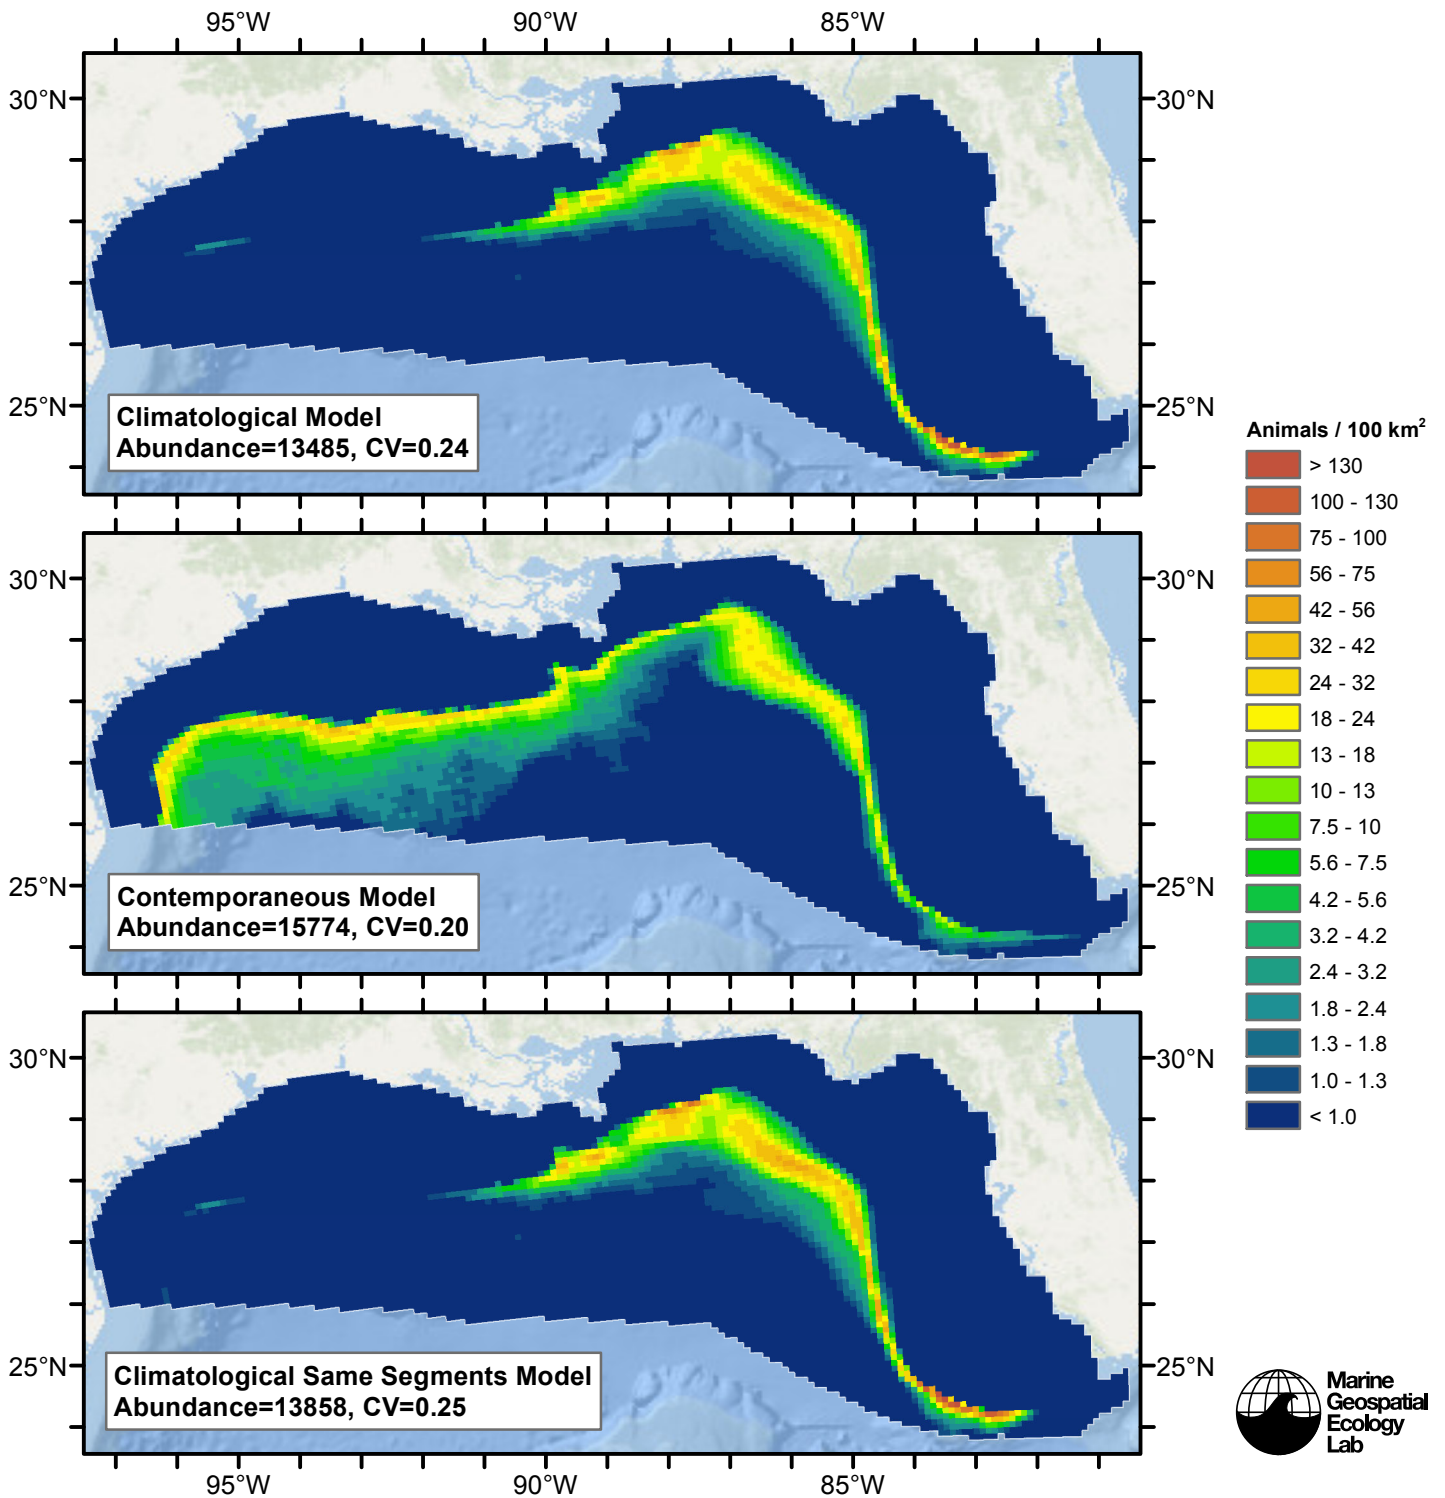 95°W 90°W 85°W
30°N 30°N
25°N 25°N
Climatological Model
Abundance=13485, CV=0.24
30°N 30°N
25°N 25°N
Contemporaneous Model
Abundance=15774, CV=0.20
30°N 30°N
25°N 25°N
Climatological Same Segments Model
Abundance=13858, CV=0.25
95°W 90°W 85°W
Animals / 100 km²
> 130
100 - 130
75 - 100
56 - 75
42 - 56
32 - 42
24 - 32
18 - 24
13 - 18
10 - 13
7.5 - 10
5.6 - 7.5
4.2 - 5.6
3.2 - 4.2
2.4 - 3.2
1.8 - 2.4
1.3 - 1.8
1.0 - 1.3
< 1.0
Marine
Geospatial
Ecology
Lab